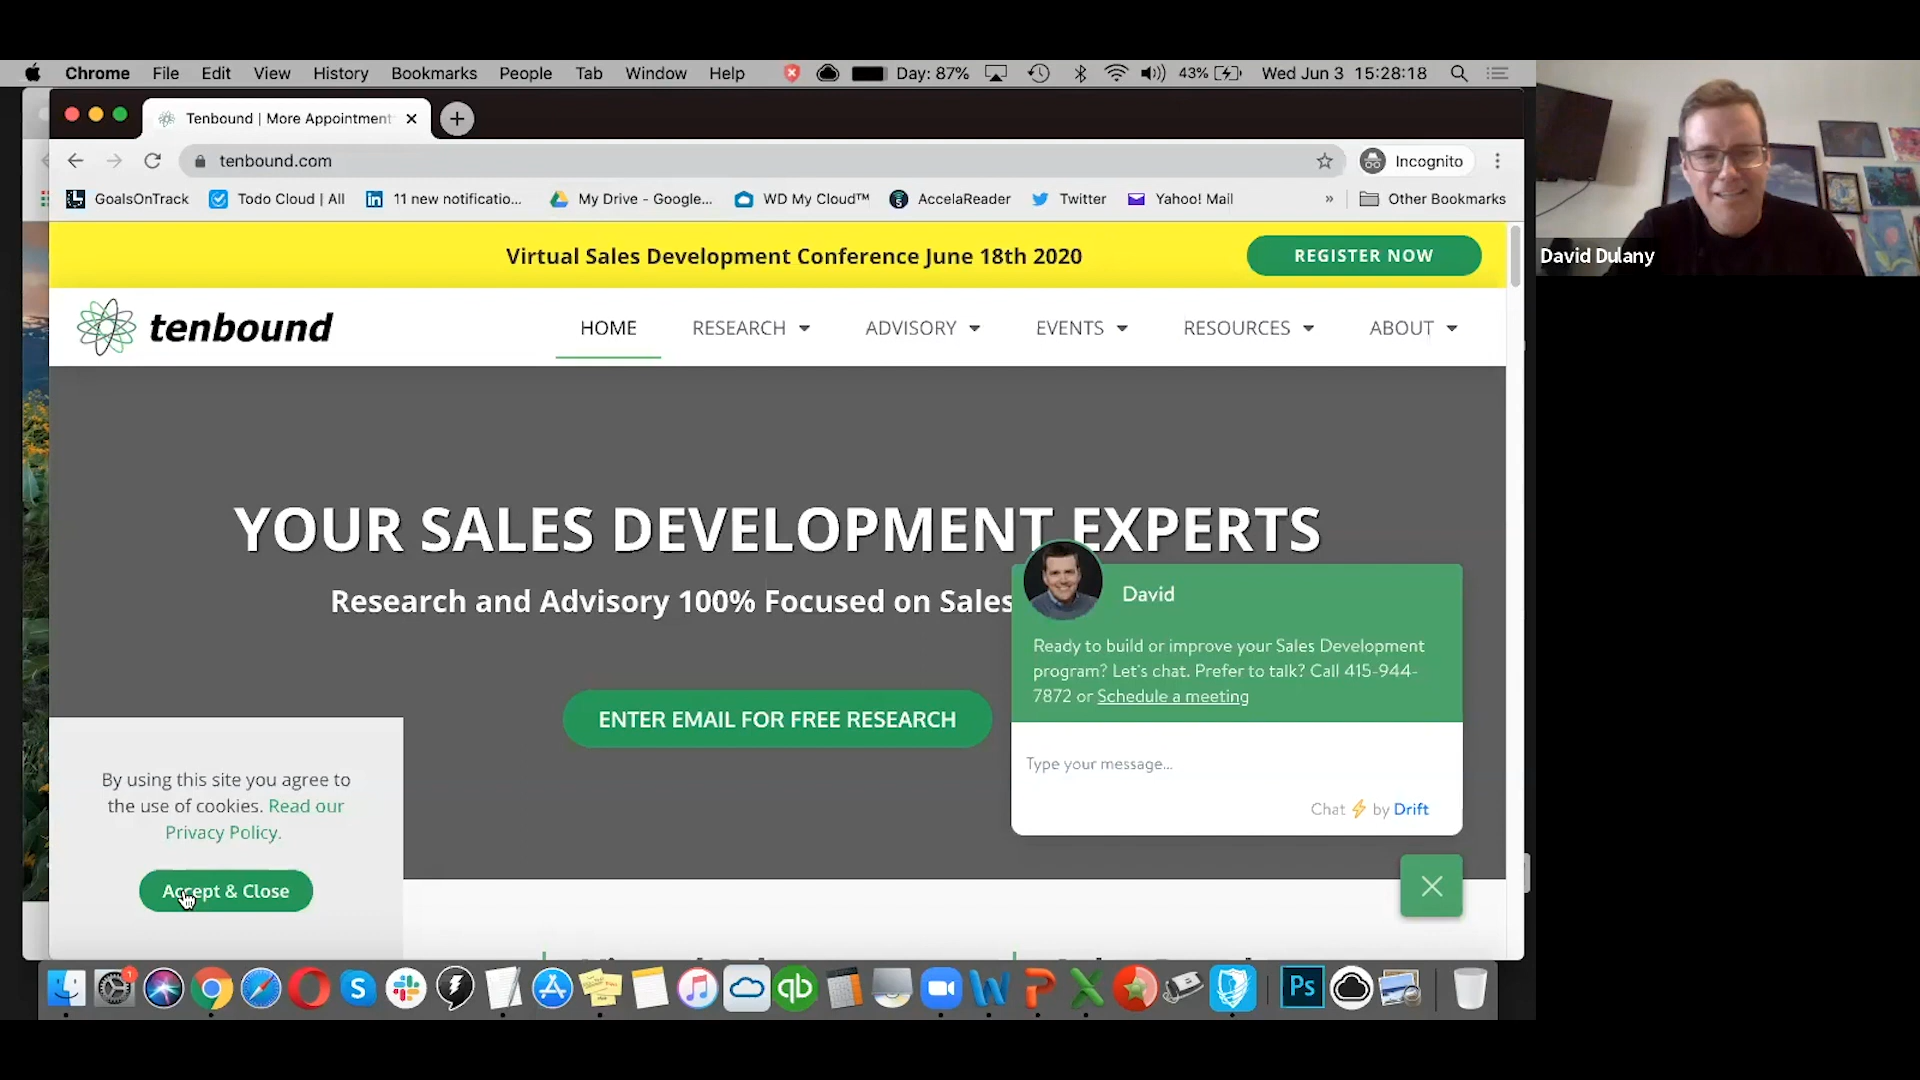 Chrome File Edit View History Bookmarks People Tab Window Help Day: 87% 43% Wed Jun 3 15:28:18
Tenbound | More Appointment
tenbound.com
Incognito
GoalsOnTrack Todo Cloud | All 11 new notificatio... My Drive - Google... WD My Cloud™ AccelaReader Twitter Yahoo! Mail » Other Bookmarks
Virtual Sales Development Conference June 18th 2020
REGISTER NOW
tenbound
HOME RESEARCH ADVISORY EVENTS RESOURCES ABOUT
YOUR SALES DEVELOPMENT EXPERTS
Research and Advisory 100% Focused on Sales
ENTER EMAIL FOR FREE RESEARCH
David
Ready to build or improve your Sales Development
program? Let's chat. Prefer to talk? Call 415-944-
7872 or Schedule a meeting
Type your message...
Chat ⚡ by Drift
By using this site you agree to
the use of cookies. Read our
Privacy Policy.
Accept & Close
David Dulany
1
S
qb
W
P
X
Ps